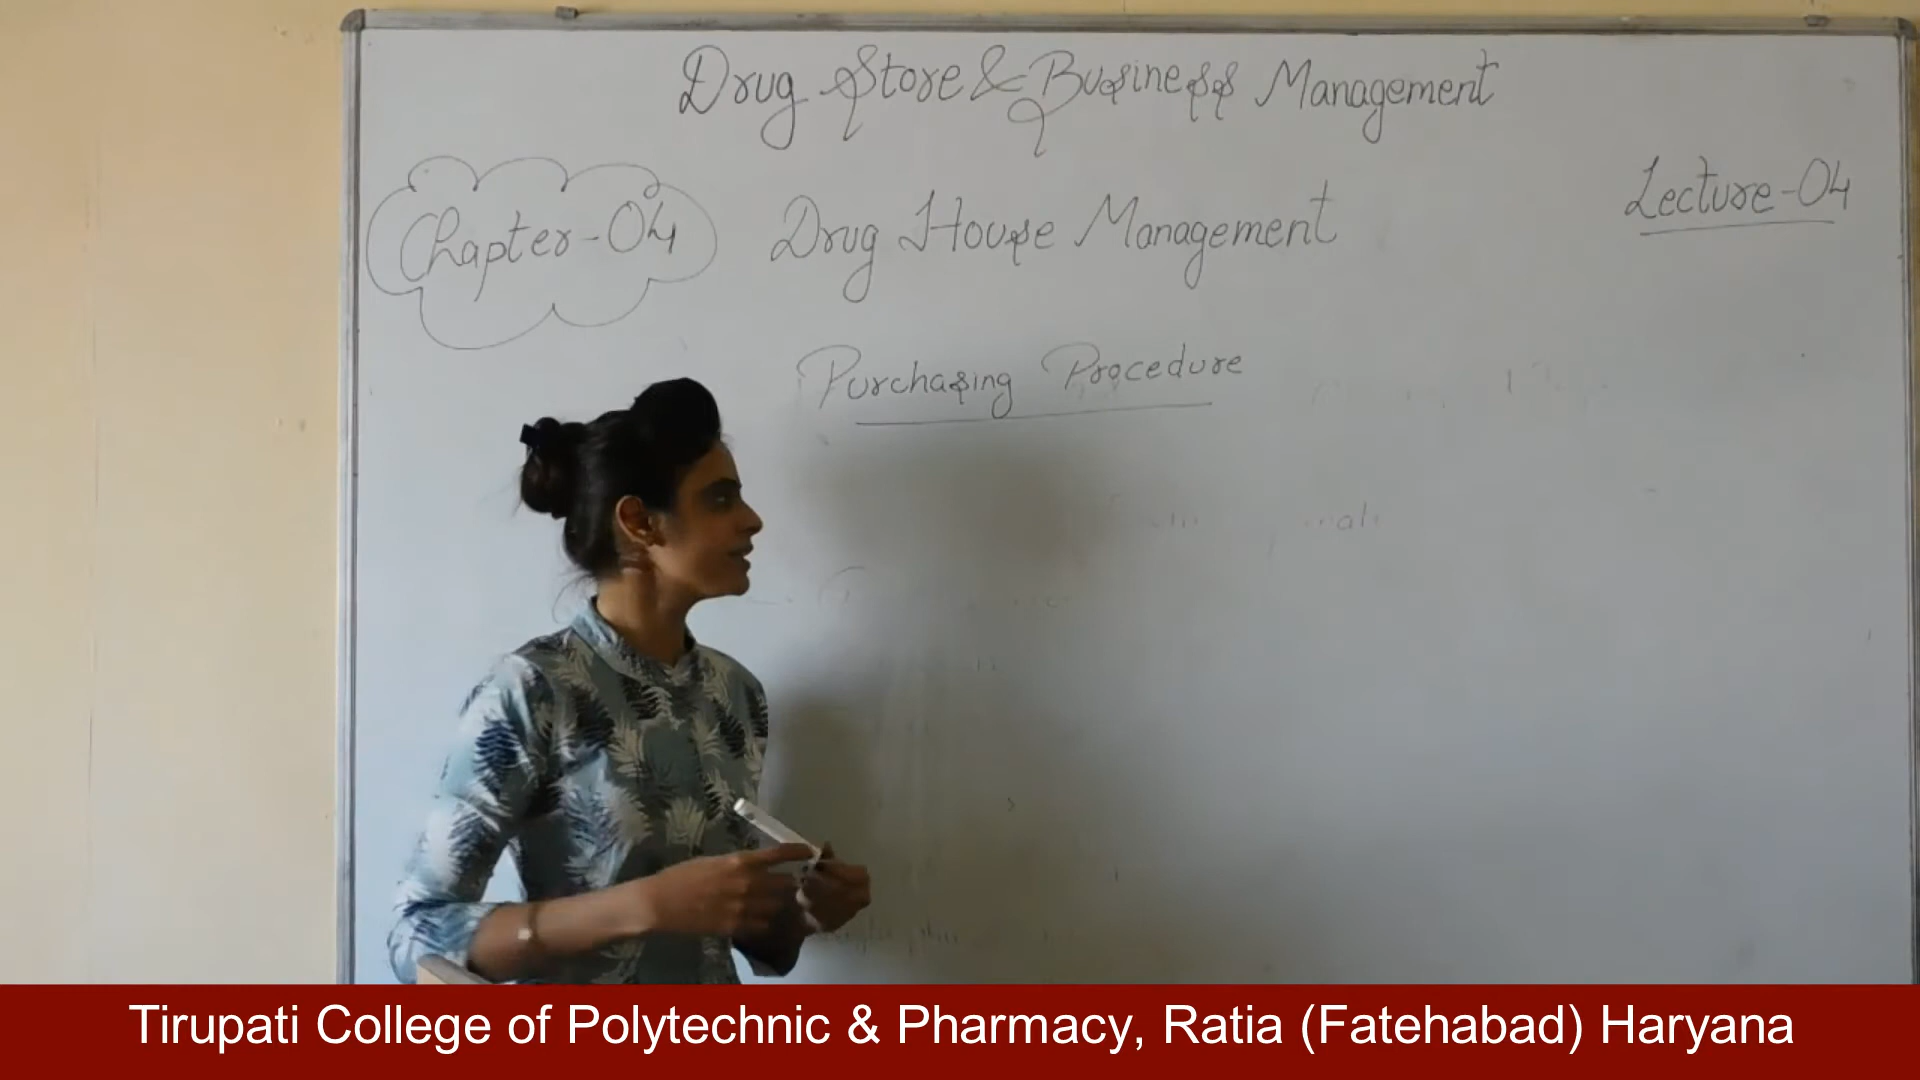 Drug Store & Business Management
Lecture-04
Chapter-04
Drug House Management
Purchasing Procedure
Tirupati College of Polytechnic & Pharmacy, Ratia (Fatehabad) Haryana